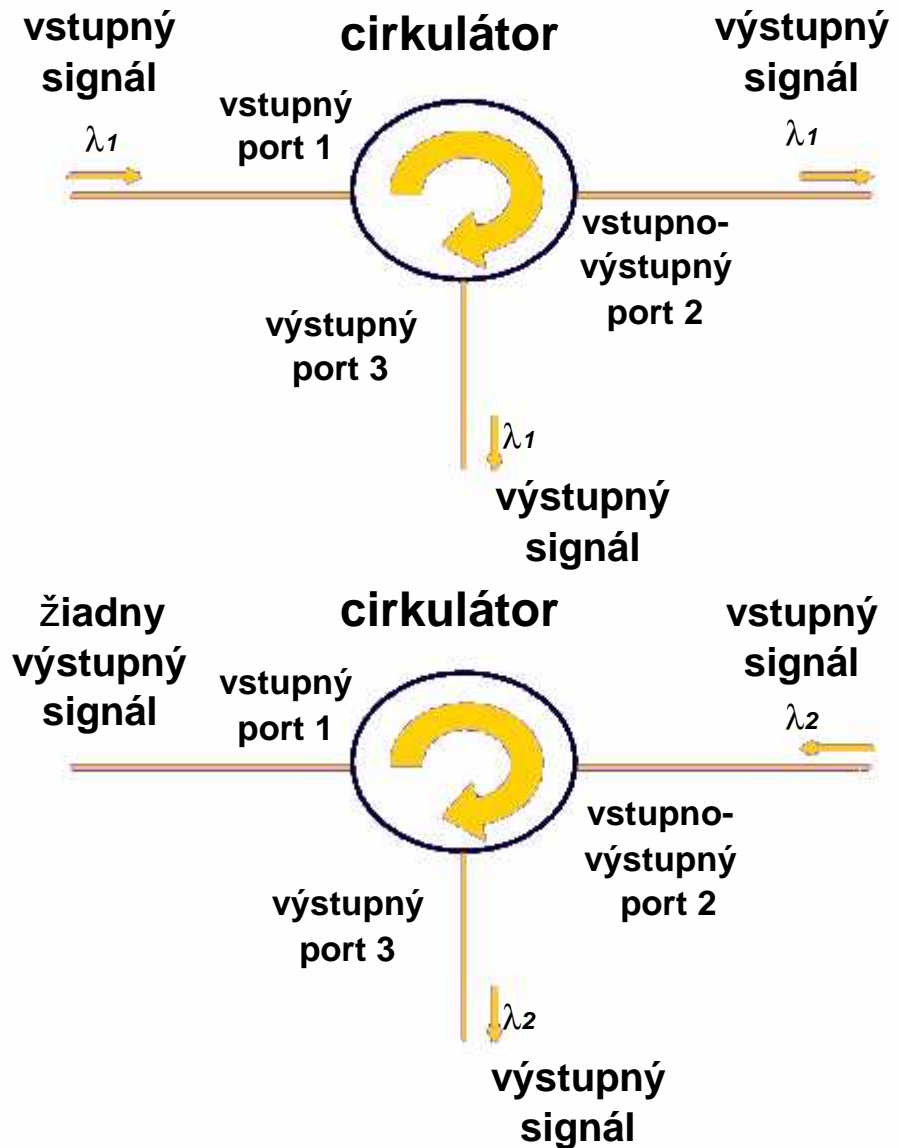 vstupný
signál
λ1
cirkulátor
výstupný
signál
λ1
vstupný
port 1
vstupno-
výstupný
port 2
výstupný
port 3
λ1
výstupný
signál
žiadny
výstupný
signál
cirkulátor
vstupný
signál
λ2
vstupný
port 1
vstupno-
výstupný
port 2
výstupný
port 3
λ2
výstupný
signál